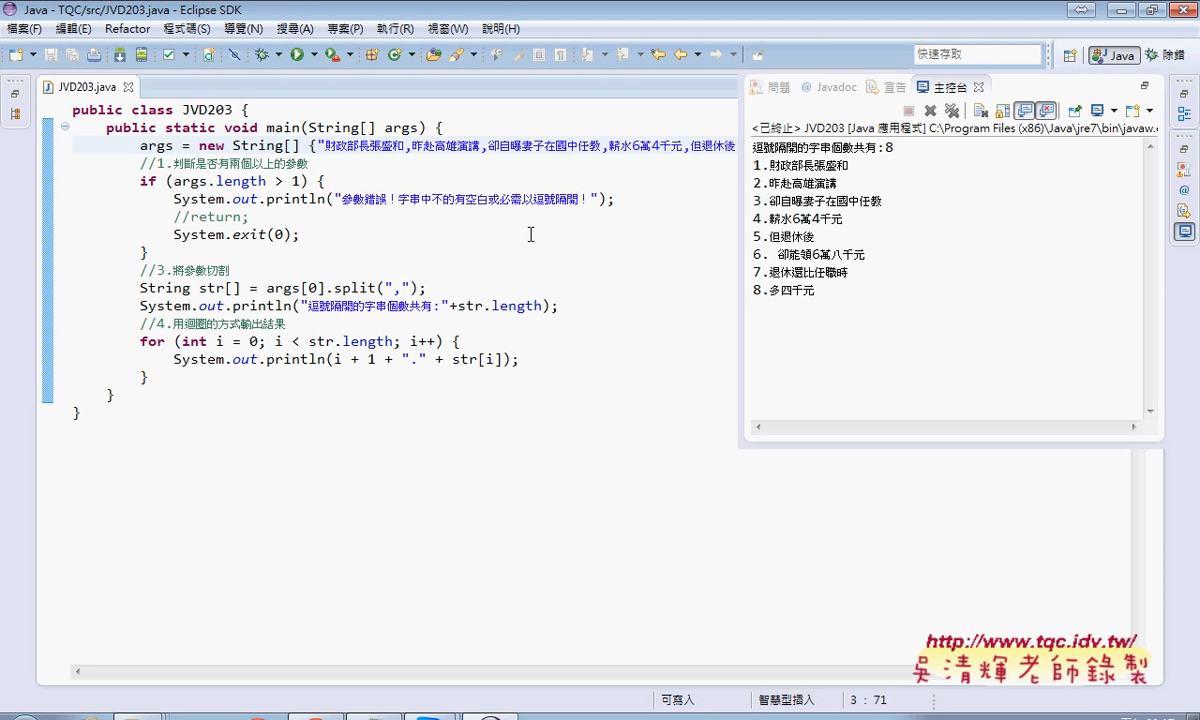 Java - TQC/src/JVD203.java - Eclipse SDK
檔案(F) 編輯(E) Refactor 程式碼(S) 導覽(N) 搜尋(A) 專案(P) 執行(R) 視窗(W) 說明(H)
快速存取
Java 除錯
JVD203.java
public class JVD203 {
public static void main(String[] args) {
args = new String[] {"財政部長張盛和,昨赴高雄演講,卻自曝妻子在國中任教,薪水6萬4千元,但退休後
//1.判斷是否有兩個以上的參數
if (args.length > 1) {
System.out.println("參數錯誤！字串中不的有空白或必需以逗號隔開！");
//return;
System.exit(0);
}
//3.將參數切割
String str[] = args[0].split(",");
System.out.println("逗號隔開的字串個數共有:"+str.length);
//4.用迴圈的方式輸出結果
for (int i = 0; i < str.length; i++) {
System.out.println(i + 1 + "." + str[i]);
}
}
}
問題 @ Javadoc 宣告 主控台
<已終止> JVD203 [Java 應用程式] C:\Program Files (x86)\Java\jre7\bin\javaw.e
逗號隔開的字串個數共有:8
1.財政部長張盛和
2.昨赴高雄演講
3.卻自曝妻子在國中任教
4.薪水6萬4千元
5.但退休後
6. 卻能領6萬八千元
7.退休還比任職時
8.多四千元
http://www.tqc.idv.tw/
吳清輝老師錄製
可寫入 智慧型插入 3 : 71